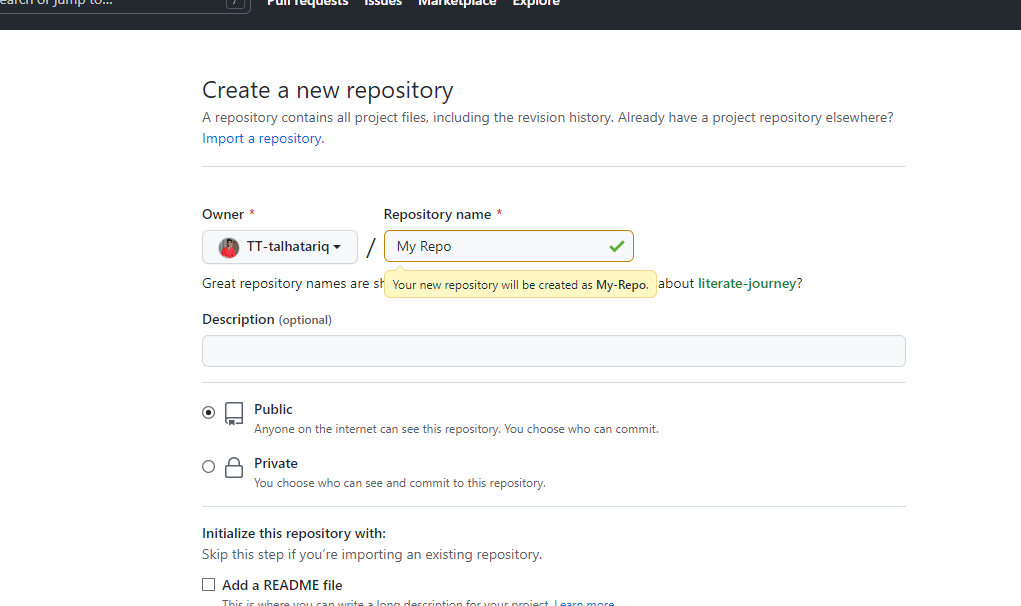 earch or jump to... /
Pull requests Issues Marketplace Explore
Create a new repository
A repository contains all project files, including the revision history. Already have a project repository elsewhere?
Import a repository.
Owner * Repository name *
TT-talhatariq / My Repo
Great repository names are sh
Your new repository will be created as My-Repo.
about literate-journey?
Description (optional)
Public
Anyone on the internet can see this repository. You choose who can commit.
Private
You choose who can see and commit to this repository.
Initialize this repository with:
Skip this step if you’re importing an existing repository.
Add a README file
This is where you can write a long description for your project. Learn more.